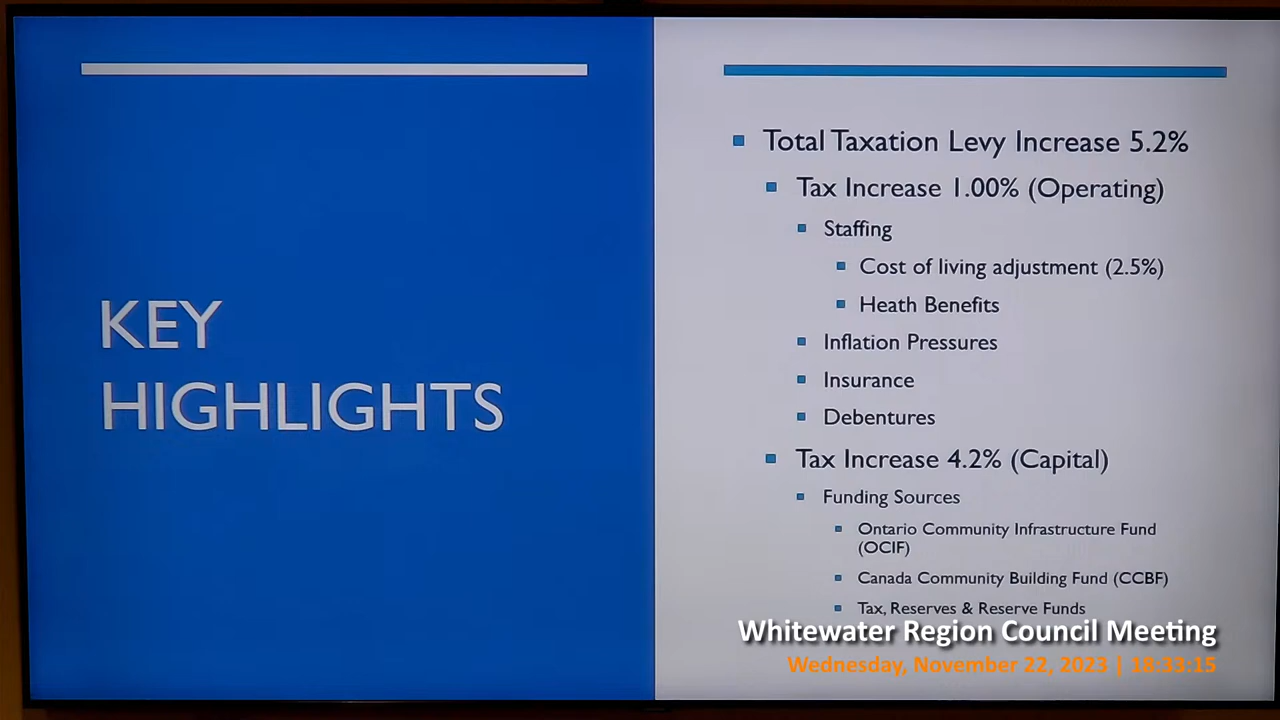 KEY
HIGHLIGHTS
Total Taxation Levy Increase 5.2%
Tax Increase 1.00% (Operating)
Staffing
Cost of living adjustment (2.5%)
Heath Benefits
Inflation Pressures
Insurance
Debentures
Tax Increase 4.2% (Capital)
Funding Sources
Ontario Community Infrastructure Fund
(OCIF)
Canada Community Building Fund (CCBF)
Tax, Reserves & Reserve Funds
Whitewater Region Council Meeting
Wednesday, November 22, 2023 | 18:33:15